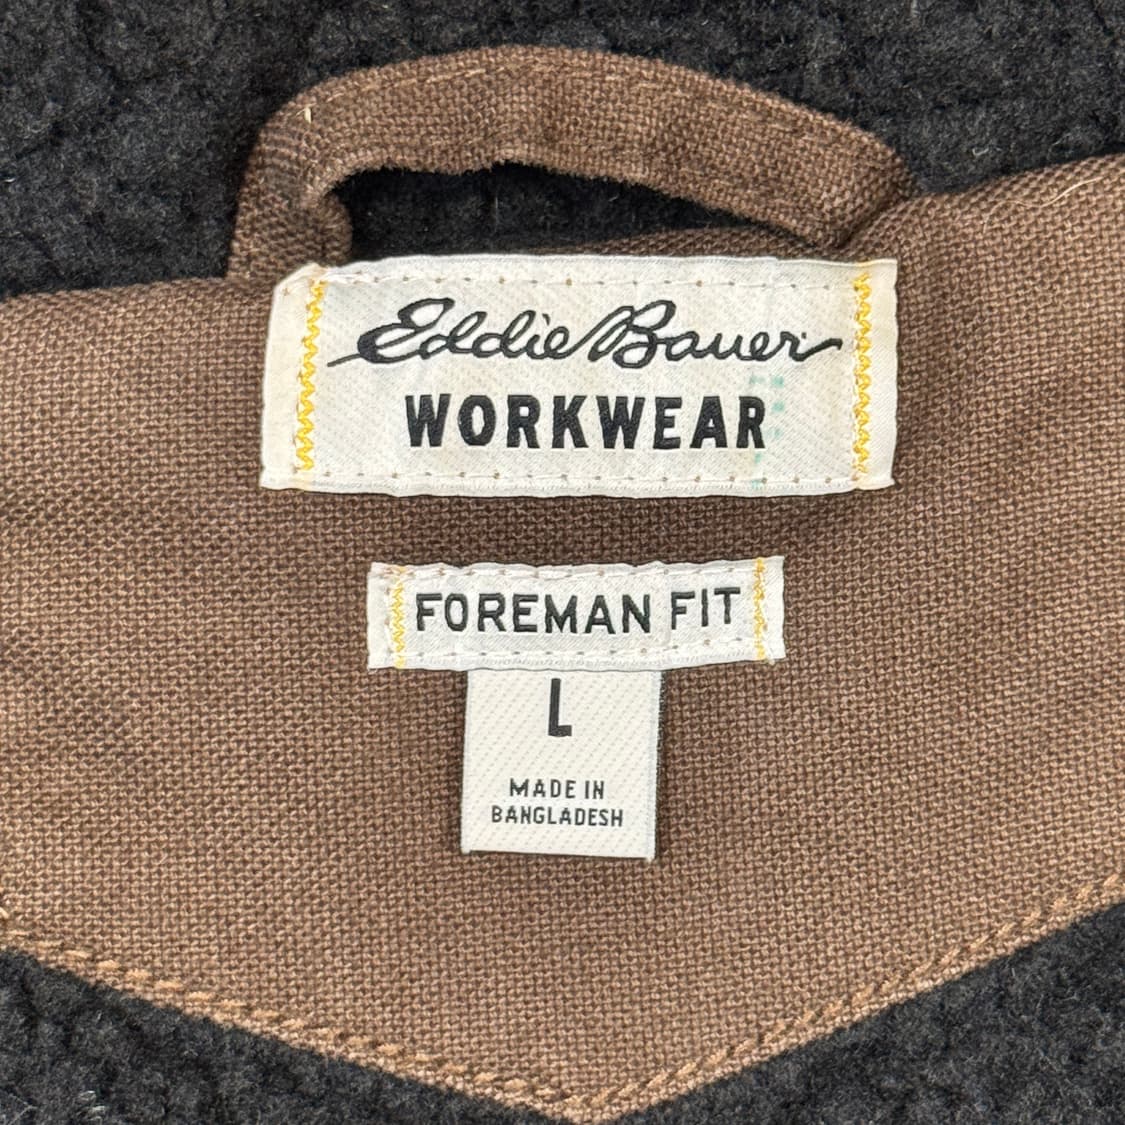 Eddie Bauer
WORKWEAR
FOREMAN FIT
L
MADE IN
BANGLADESH